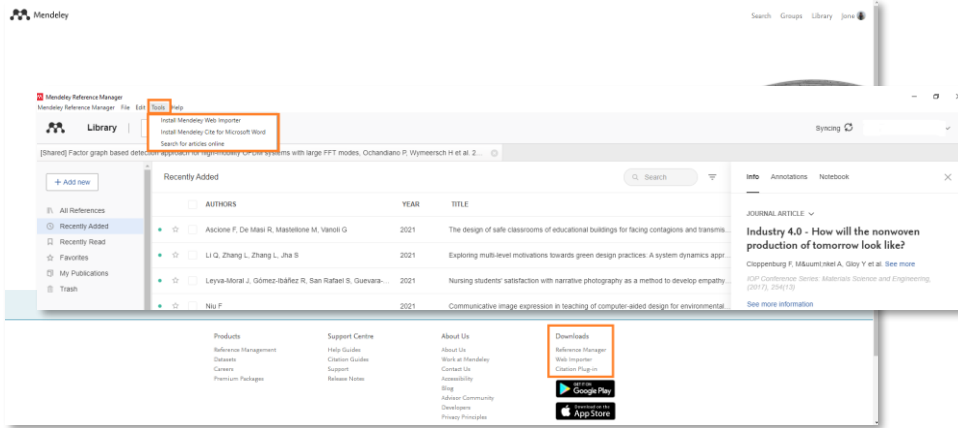 Mendeley
Search Groups Library Jone
Mendeley Reference Manager
Mendeley Reference Manager File Edit Tools Help
Install Mendeley Web Importer
Install Mendeley Cite for Microsoft Word
Search for articles online
Library
Syncing
[Shared] Factor graph based detection approach for high-mobility OFDM systems with large FFT modes, Ochandiano P, Wymeersch H et al. 2...
+ Add new
All References
Recently Added
Recently Read
Favorites
My Publications
Trash
Recently Added
Search
AUTHORS YEAR TITLE
Ascione F, De Masi R, Mastellone M, Vanoli G 2021 The design of safe classrooms of educational buildings for facing contagions and transmis...
Li Q, Zhang L, Zhang L, Jha S 2021 Exploring multi-level motivations towards green design practices: A system dynamics appr...
Leyva-Moral J, Gómez-Ibáñez R, San Rafael S, Guevara-... 2021 Nursing students' satisfaction with narrative photography as a method to develop empathy...
Niu F 2021 Communicative image expression in teaching of computer-aided design for environmental...
Info Annotations Notebook
JOURNAL ARTICLE
Industry 4.0 - How will the nonwoven
production of tomorrow look like?
Cloppenburg F, M&uuml;nkel A, Gloy Y et al. See more
IOP Conference Series: Materials Science and Engineering,
(2017), 254(13)
See more information
Products
Reference Management
Datasets
Careers
Premium Packages
Support Centre
Help Guides
Citation Guides
Support
Release Notes
About Us
About Us
Work at Mendeley
Contact Us
Accessibility
Blog
Advisor Community
Developers
Privacy Principles
Downloads
Reference Manager
Web Importer
Citation Plug-in
GET IT ON
Google Play
Download on the
App Store